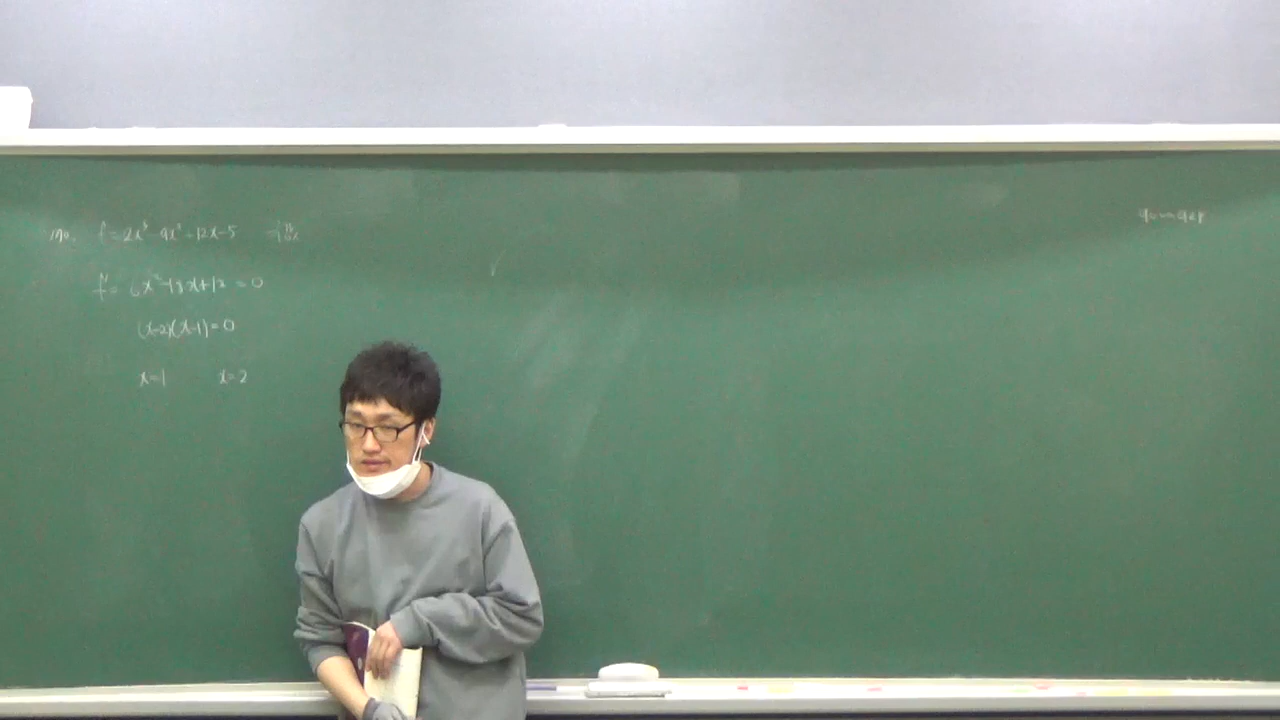 f = 2x³ - 9x² + 12x - 5
f' = 6x² - 18x + 12 = 0
(x-2)(x-1) = 0
x=1 x=2